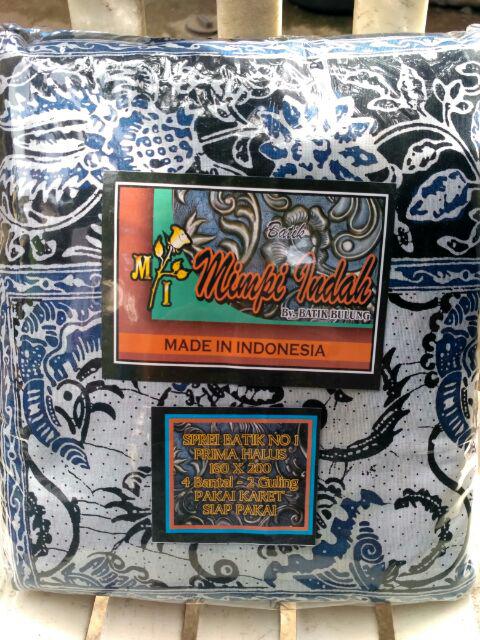 Batik
M I
Mimpi Indah
By. BATIK BULUNG
MADE IN INDONESIA
SPREI BATIK NO 1
PRIMA HALUS
180 X 200
4 Bantal - 2 Guling
PAKAI KARET
SIAP PAKAI